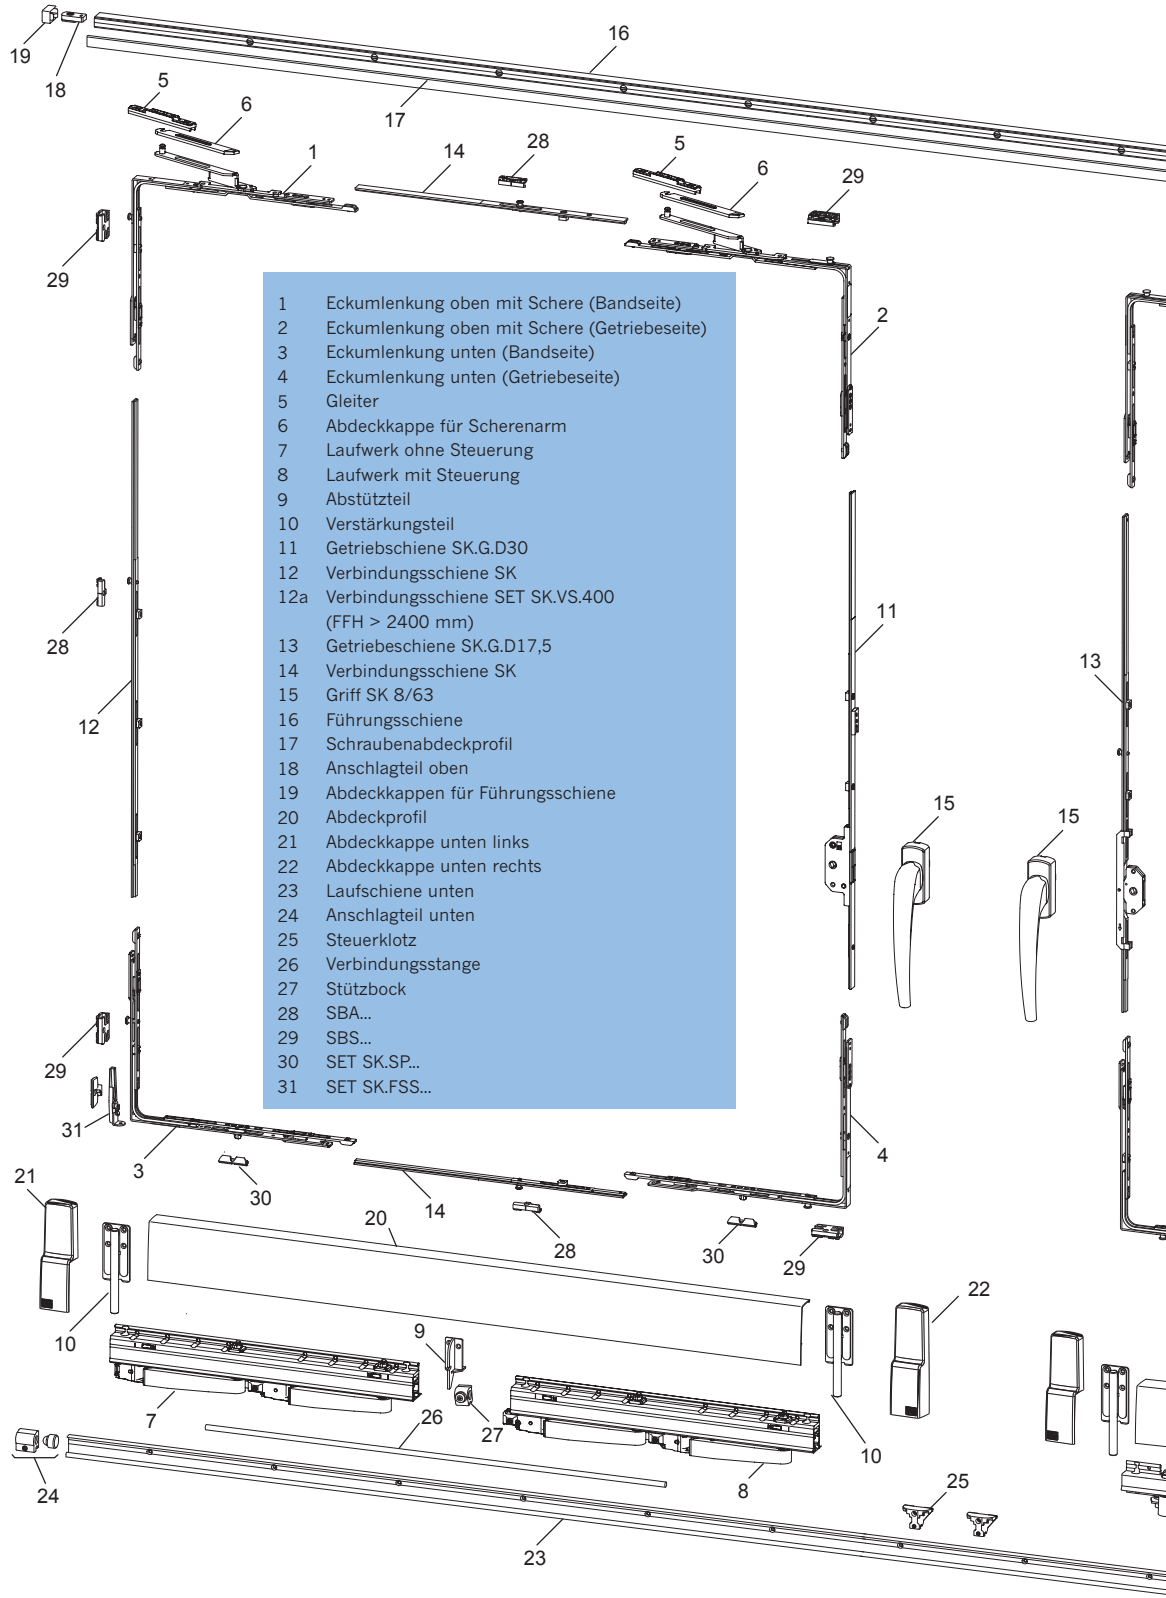 19
18
16
17
5
6
1
14
28
5
6
29
29
2
1 Eckumlenkung oben mit Schere (Bandseite)
2 Eckumlenkung oben mit Schere (Getriebeseite)
3 Eckumlenkung unten (Bandseite)
4 Eckumlenkung unten (Getriebeseite)
5 Gleiter
6 Abdeckkappe für Scherenarm
7 Laufwerk ohne Steuerung
8 Laufwerk mit Steuerung
9 Abstützteil
10 Verstärkungsteil
11 Getriebschiene SK.G.D30
12 Verbindungsschiene SK
12a Verbindungsschiene SET SK.VS.400
(FFH > 2400 mm)
13 Getriebeschiene SK.G.D17,5
14 Verbindungsschiene SK
15 Griff SK 8/63
16 Führungsschiene
17 Schraubenabdeckprofil
18 Anschlagteil oben
19 Abdeckkappen für Führungsschiene
20 Abdeckprofil
21 Abdeckkappe unten links
22 Abdeckkappe unten rechts
23 Laufschiene unten
24 Anschlagteil unten
25 Steuerklotz
26 Verbindungsstange
27 Stützbock
28 SBA...
29 SBS...
30 SET SK.SP...
31 SET SK.FSS...
28
12
11
13
15
15
29
31
3
30
14
28
30
29
4
21
20
10
22
9
7
26
27
10
8
24
25
23